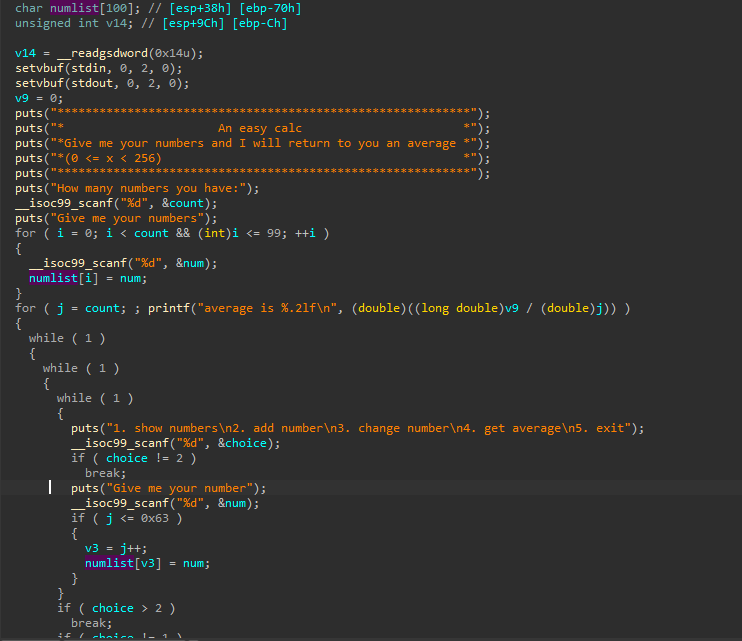 char numlist[100]; // [esp+38h] [ebp-70h]
unsigned int v14; // [esp+9Ch] [ebp-Ch]
v14 = __readgsdword(0x14u);
setvbuf(stdin, 0, 2, 0);
setvbuf(stdout, 0, 2, 0);
v9 = 0;
puts("***********************************************************");
puts("*                      An easy calc                       *");
puts("*Give me your numbers and I will return to you an average *");
puts("*(0 <= x < 256)                                           *");
puts("***********************************************************");
puts("How many numbers you have:");
__isoc99_scanf("%d", &count);
puts("Give me your numbers");
for ( i = 0; i < count && (int)i <= 99; ++i )
{
__isoc99_scanf("%d", &num);
numlist[i] = num;
}
for ( j = count; ; printf("average is %.2lf\n", (double)((long double)v9 / (double)j)) )
{
while ( 1 )
{
while ( 1 )
{
while ( 1 )
{
puts("1. show numbers\n2. add number\n3. change number\n4. get average\n5. exit");
__isoc99_scanf("%d", &choice);
if ( choice != 2 )
break;
puts("Give me your number");
__isoc99_scanf("%d", &num);
if ( j <= 0x63 )
{
v3 = j++;
numlist[v3] = num;
}
}
if ( choice > 2 )
break;
if ( choice != 1 )